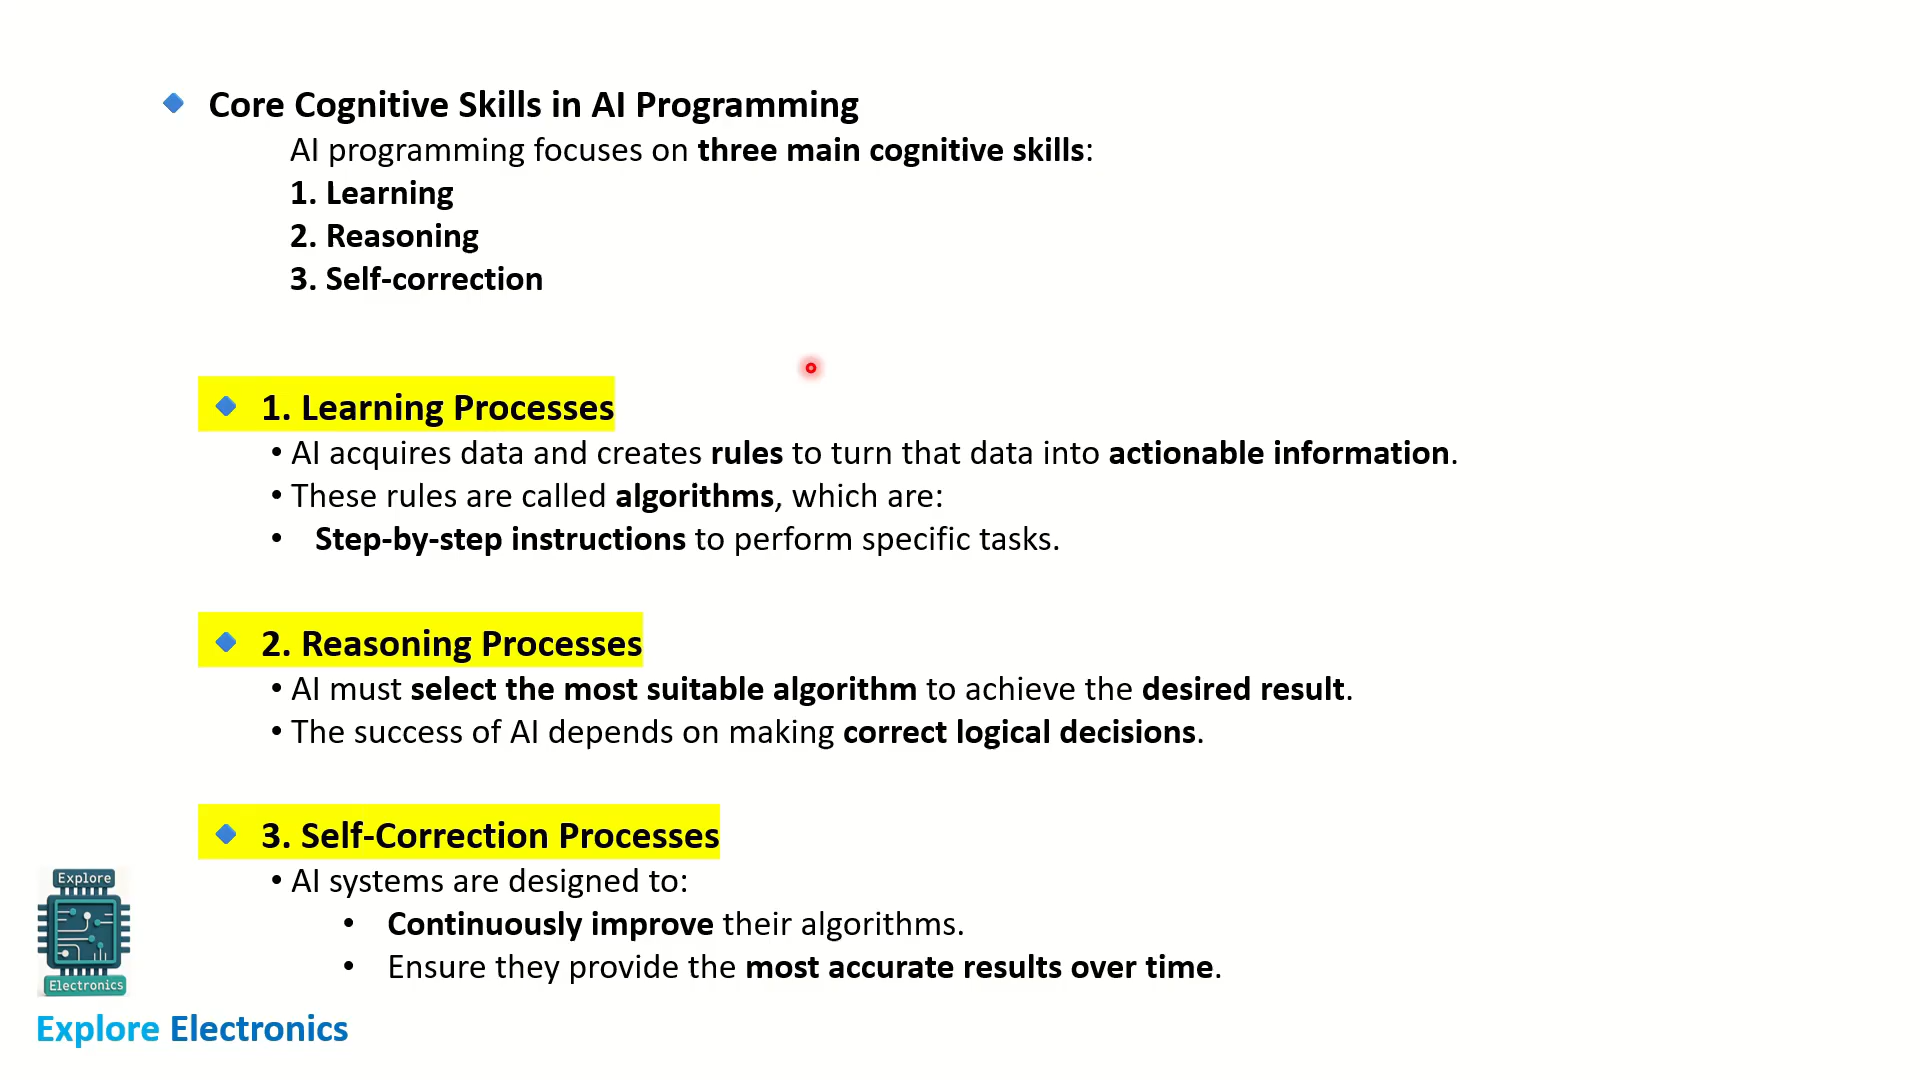 Core Cognitive Skills in AI Programming
AI programming focuses on three main cognitive skills:
1. Learning
2. Reasoning
3. Self-correction
1. Learning Processes
• AI acquires data and creates rules to turn that data into actionable information.
• These rules are called algorithms, which are:
• Step-by-step instructions to perform specific tasks.
2. Reasoning Processes
• AI must select the most suitable algorithm to achieve the desired result.
• The success of AI depends on making correct logical decisions.
3. Self-Correction Processes
• AI systems are designed to:
• Continuously improve their algorithms.
• Ensure they provide the most accurate results over time.
Explore
Electronics
Explore Electronics